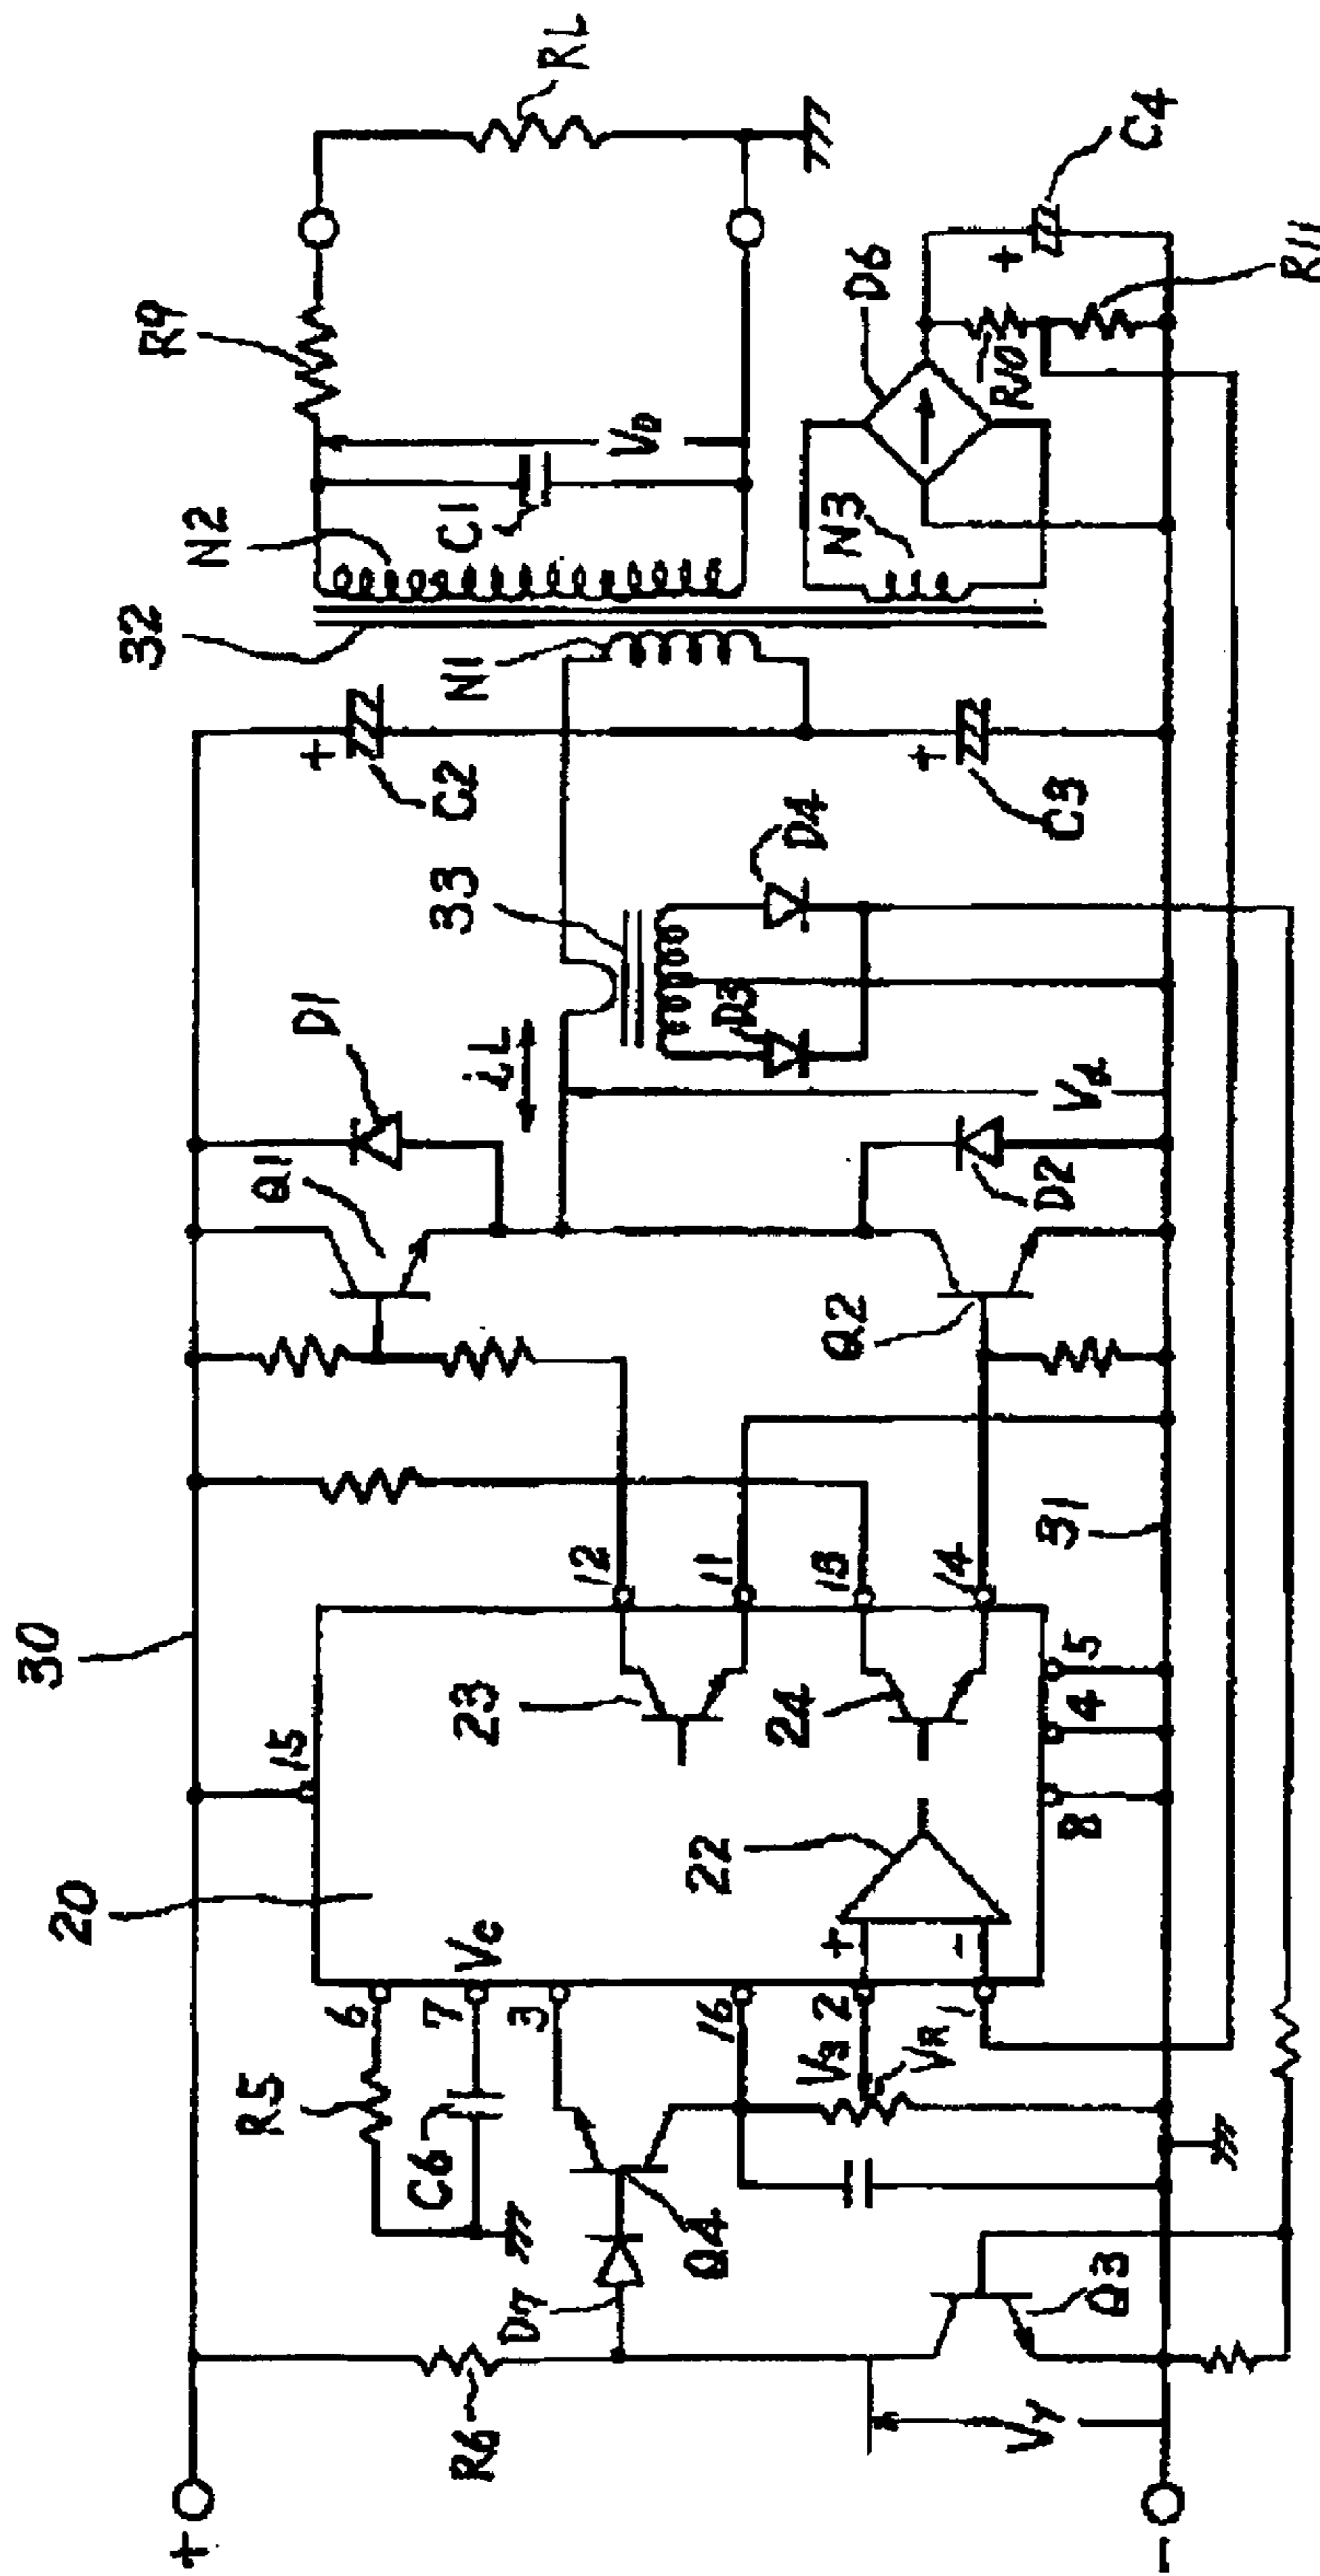 20
30
32
R9
RL
N2
15
Q1
D1
C2
+
N1
C1
VD
6
7
Vc
3
R5
C6
23
12
11
13
14
24
iL
33
D4
D3
D6
N3
C4
+
R10
R11
16
2
1
Vs
VR
+
-
22
8
4
5
31
Q2
D2
Vd
C3
+
D7
Q4
R6
Vγ
Q3
+
-